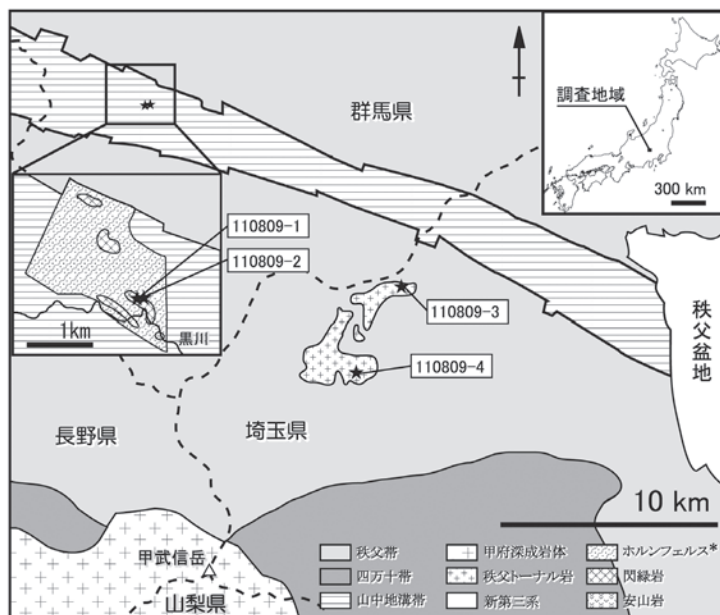 群馬県
調査地域
300 km
110809-1
110809-2
黒川
1km
110809-3
110809-4
秩父盆地
長野県
埼玉県
10 km
甲武信岳
山梨県
秩父帯
甲府深成岩体
ホルンフェルス*
四万十帯
秩父トーナル岩
閃緑岩
山中地溝帯
新第三系
安山岩